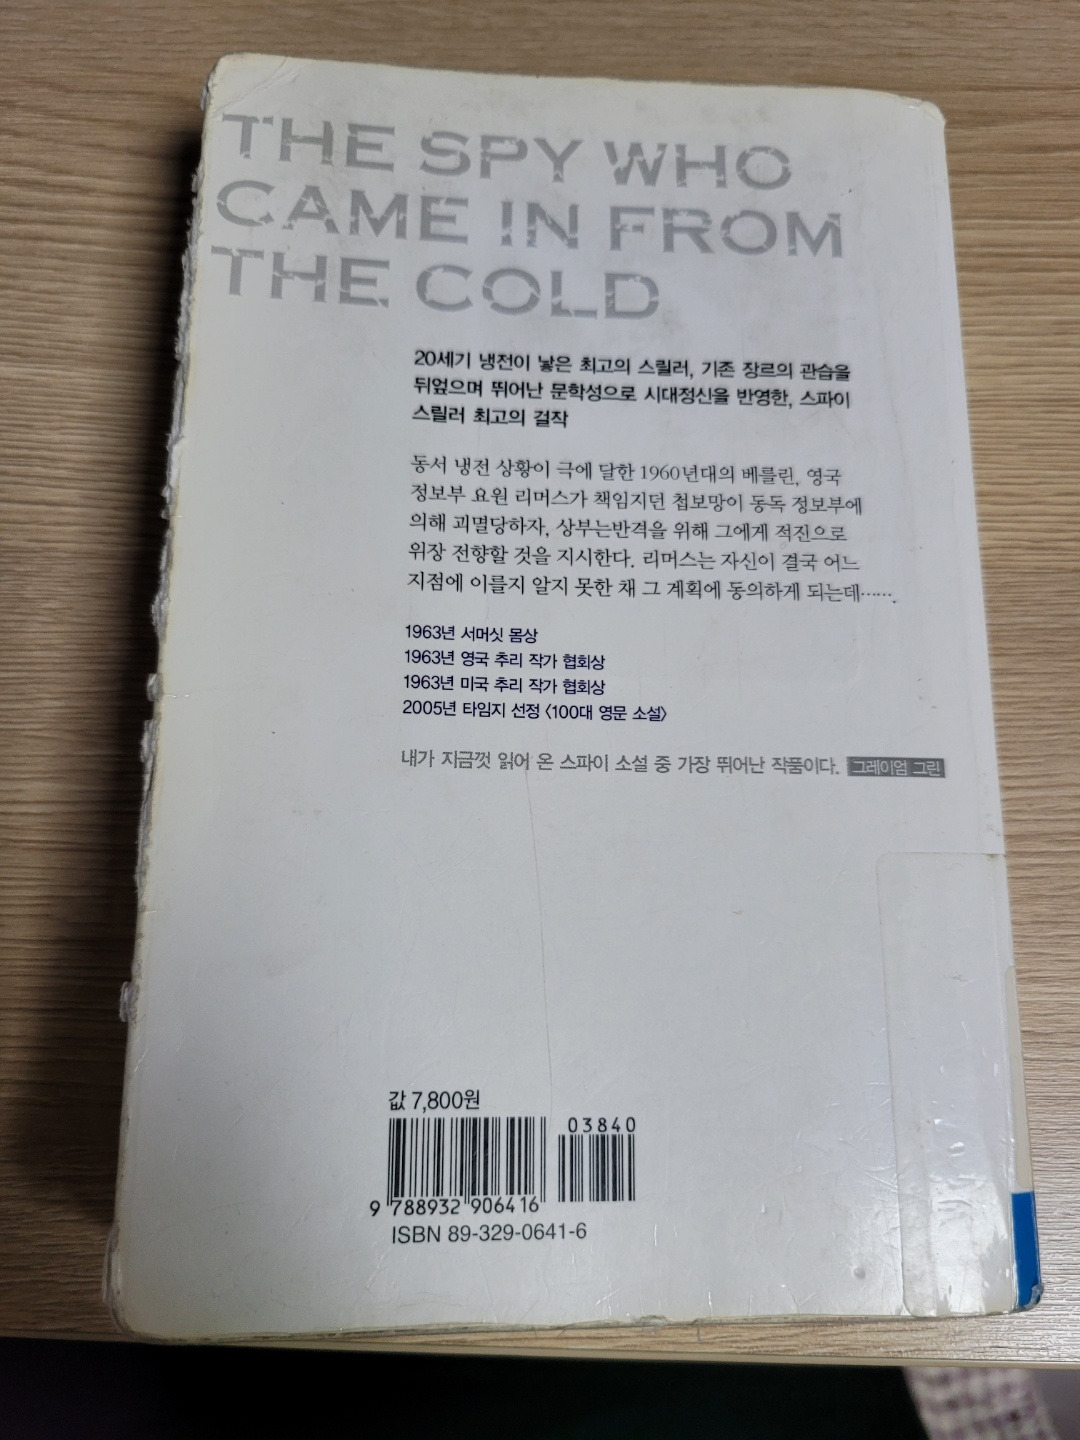 THE SPY WHO
CAME IN FROM
THE COLD
20세기 냉전이 낳은 최고의 스릴러, 기존 장르의 관습을
뒤엎으며 뛰어난 문학성으로 시대정신을 반영한, 스파이
스릴러 최고의 걸작
동서 냉전 상황이 극에 달한 1960년대의 베를린, 영국
정보부 요원 리머스가 책임지던 첩보망이 동독 정보부에
의해 괴멸당하자, 상부는반격을 위해 그에게 적진으로
위장 전향할 것을 지시한다. 리머스는 자신이 결국 어느
지점에 이를지 알지 못한 채 그 계획에 동의하게 되는데…….
1963년 서머싯 몸상
1963년 영국 추리 작가 협회상
1963년 미국 추리 작가 협회상
2005년 타임지 선정 〈100대 영문 소설〉
내가 지금껏 읽어 온 스파이 소설 중 가장 뛰어난 작품이다. 그레이엄 그린
값 7,800원
03840
9 788932 906416
ISBN 89-329-0641-6